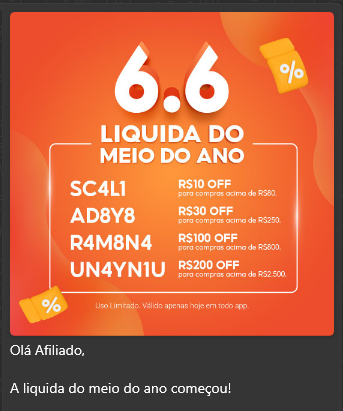 6.6
LIQUIDA DO
MEIO DO ANO
SC4L1
R$10 OFF
para compras acima de R$80.
AD8Y8
R$30 OFF
para compras acima de R$250.
R4M8N4
R$100 OFF
para compras acima de R$800.
UN4YN1U
R$200 OFF
para compras acima de R$2.500.
%
%
Uso Limitado. Válido apenas hoje em todo app.
Olá Afiliado,
A liquida do meio do ano começou!